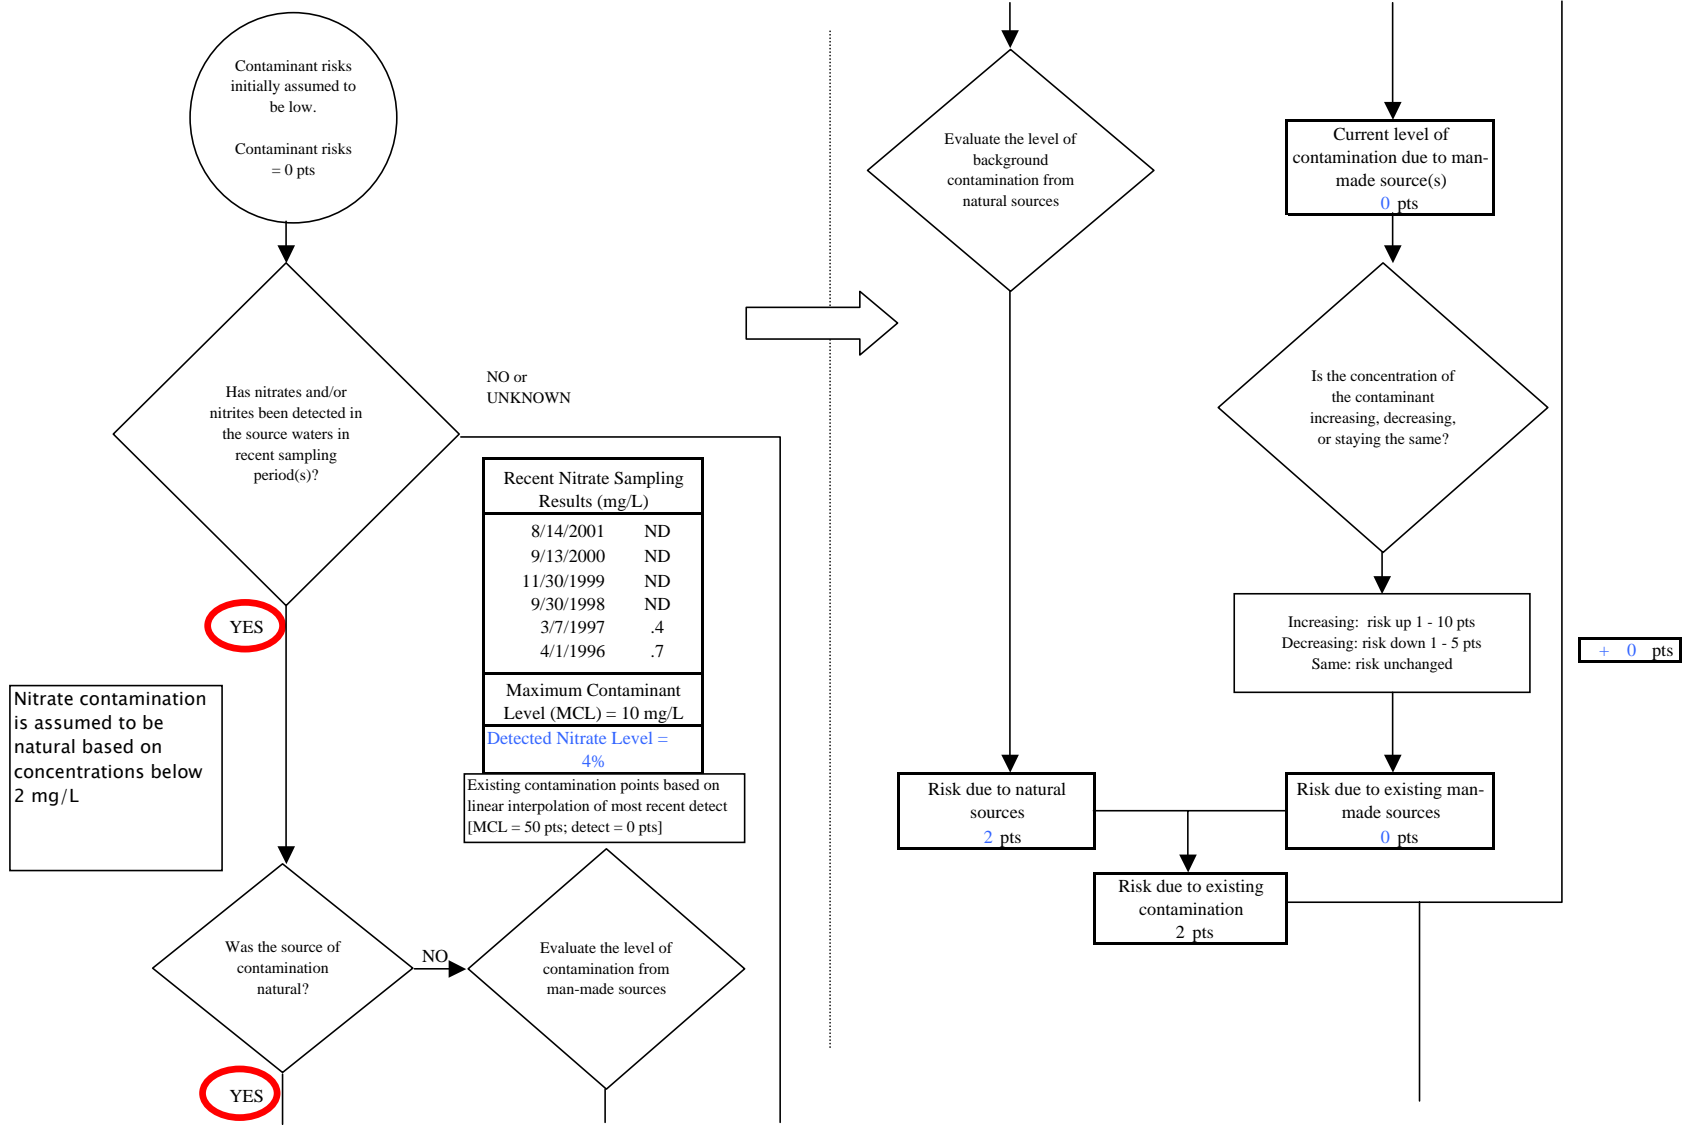 Contaminant risks
initially assumed to
be low.
Contaminant risks
= 0 pts
Has nitrates and/or
nitrites been detected in
the source waters in
recent sampling
period(s)?
NO or
UNKNOWN
YES
Recent Nitrate Sampling
Results (mg/L)
8/14/2001 ND
9/13/2000 ND
11/30/1999 ND
9/30/1998 ND
3/7/1997 .4
4/1/1996 .7
Maximum Contaminant
Level (MCL) = 10 mg/L
Detected Nitrate Level =
4%
Existing contamination points based on
linear interpolation of most recent detect
[MCL = 50 pts; detect = 0 pts]
Nitrate contamination
is assumed to be
natural based on
concentrations below
2 mg/L
Was the source of
contamination
natural?
NO
Evaluate the level of
contamination from
man-made sources
YES
Evaluate the level of
background
contamination from
natural sources
Current level of
contamination due to man-
made source(s)
0 pts
Is the concentration of
the contaminant
increasing, decreasing,
or staying the same?
Increasing: risk up 1 - 10 pts
Decreasing: risk down 1 - 5 pts
Same: risk unchanged
+ 0 pts
Risk due to natural
sources
2 pts
Risk due to existing man-
made sources
0 pts
Risk due to existing
contamination
2 pts